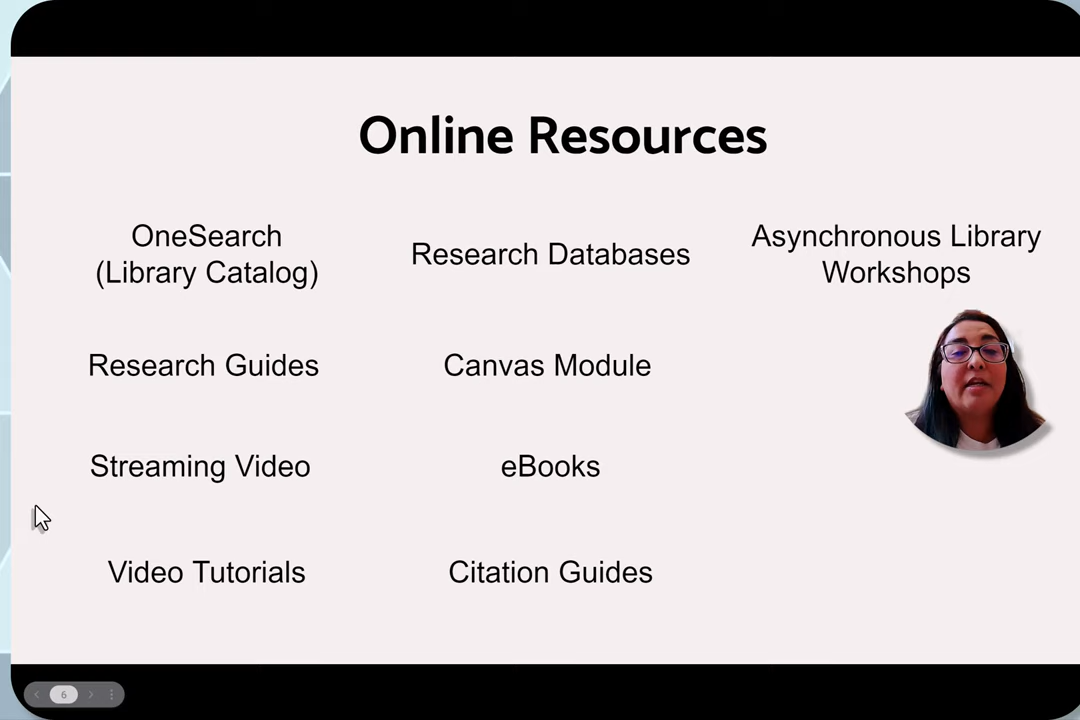 Online Resources
OneSearch
(Library Catalog)
Research Databases
Asynchronous Library
Workshops
Research Guides
Canvas Module
Streaming Video
eBooks
Video Tutorials
Citation Guides
6